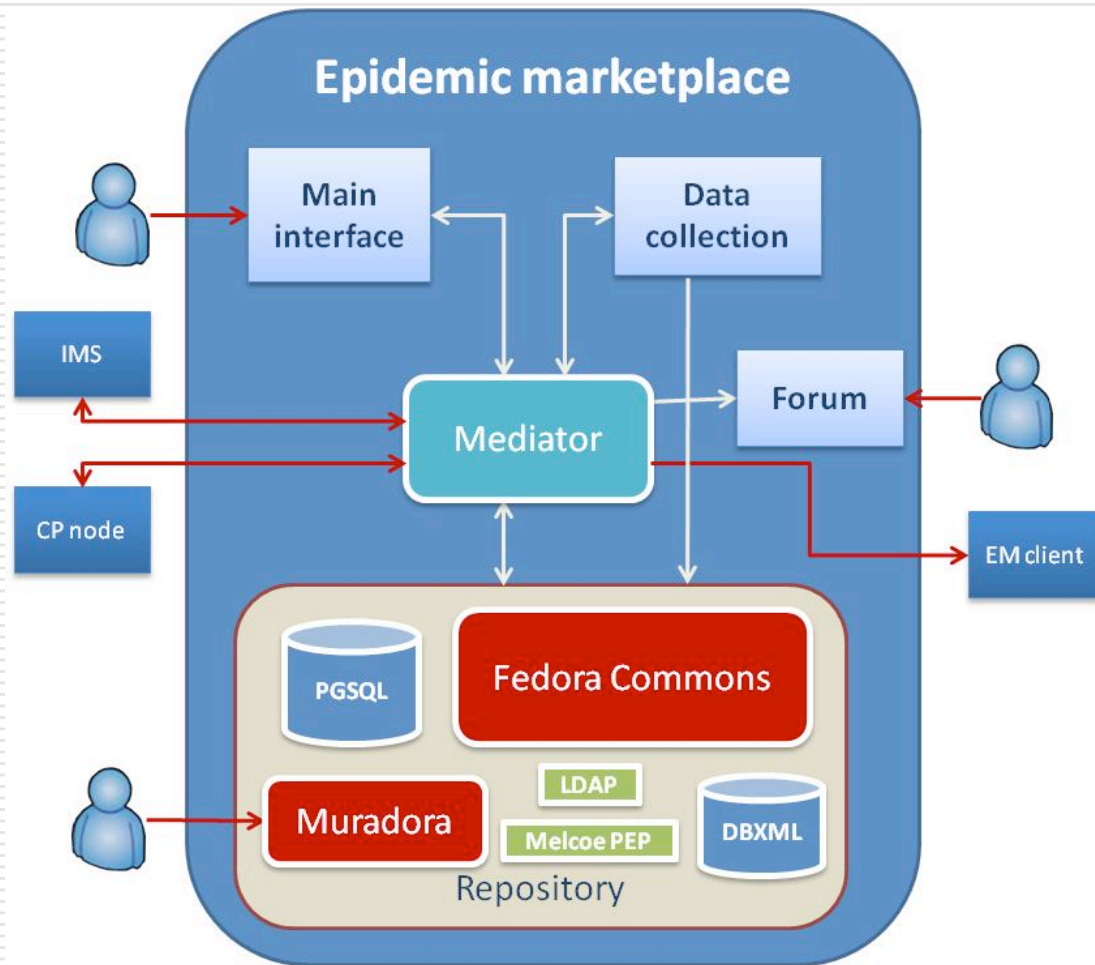 Epidemic marketplace
Main
interface
Data
collection
IMS
Forum
Mediator
CP node
EM client
PGSQL
Fedora Commons
LDAP
Muradora
Melcoe PEP
DBXML
Repository